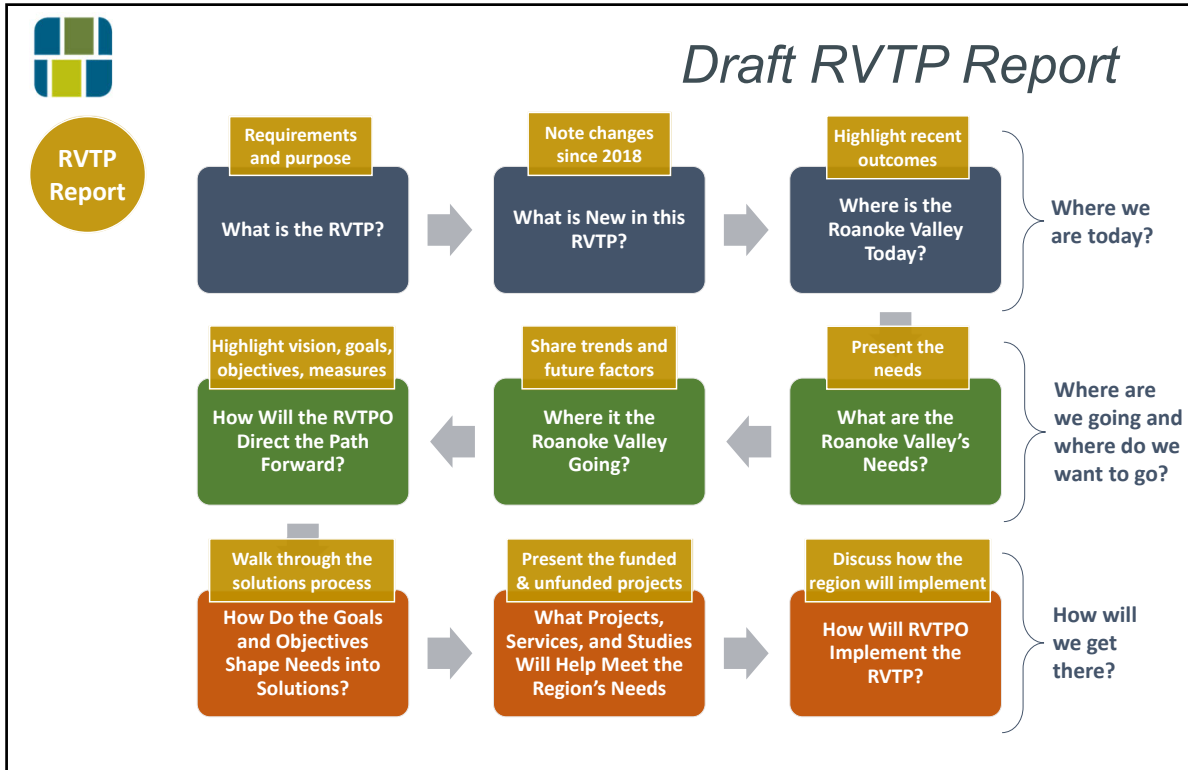 Draft RVTP Report
RVTP
Report
Requirements
and purpose
What is the RVTP?
Note changes
since 2018
What is New in this
RVTP?
Highlight recent
outcomes
Where is the
Roanoke Valley
Today?
Where we
are today?
Highlight vision, goals,
objectives, measures
How Will the RVTPO
Direct the Path
Forward?
Share trends and
future factors
Where it the
Roanoke Valley
Going?
Present the
needs
What are the
Roanoke Valley's
Needs?
Where are
we going and
where do we
want to go?
Walk through the
solutions process
How Do the Goals
and Objectives
Shape Needs into
Solutions?
Present the funded
& unfunded projects
What Projects,
Services, and Studies
Will Help Meet the
Region's Needs
Discuss how the
region will implement
How Will RVTPO
Implement the
RVTP?
How will
we get
there?